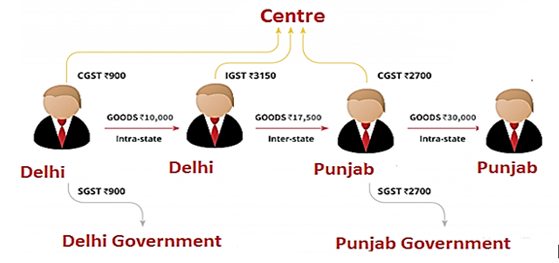 Centre
CGST ₹900
IGST ₹3150
CGST ₹2700
GOODS ₹10,000
GOODS ₹17,500
GOODS ₹30,000
Intra-state
Inter-state
Intra-state
Delhi
Delhi
Punjab
Punjab
SGST ₹900
SGST ₹2700
Delhi Government
Punjab Government